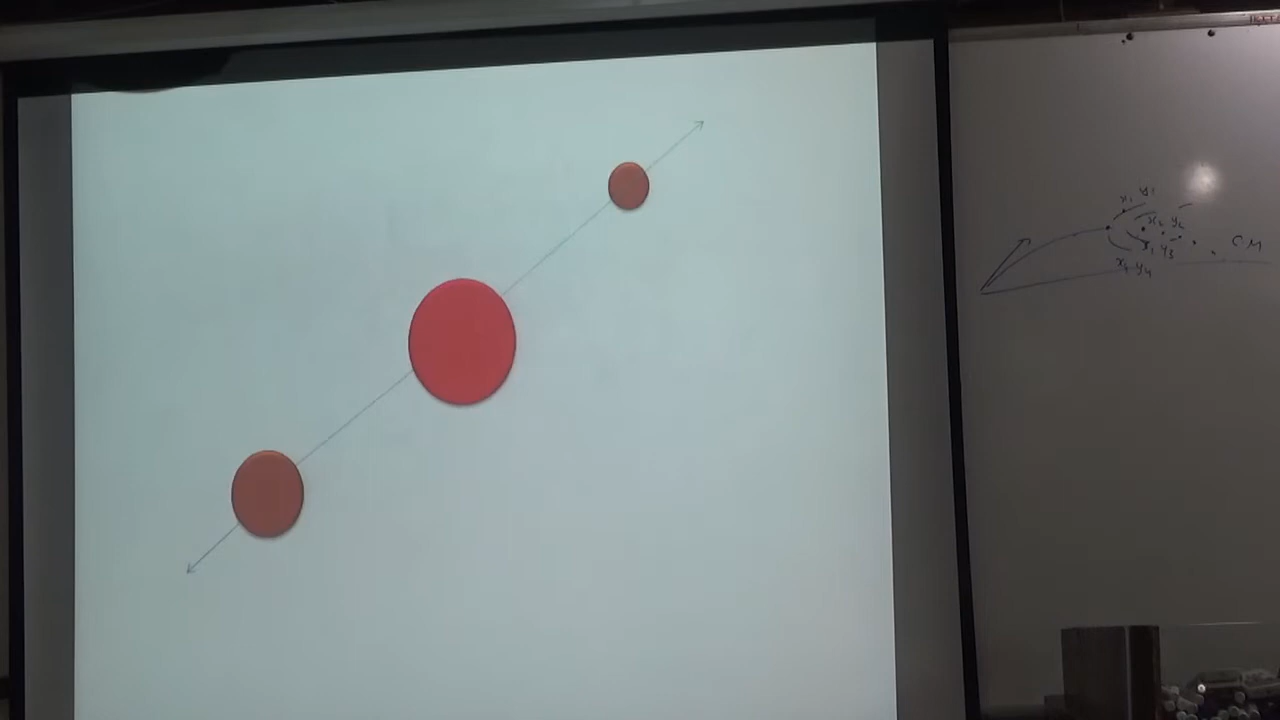 x₁ y₁
x₂ y₂
x₃ y₃
x₄ y₄
CM